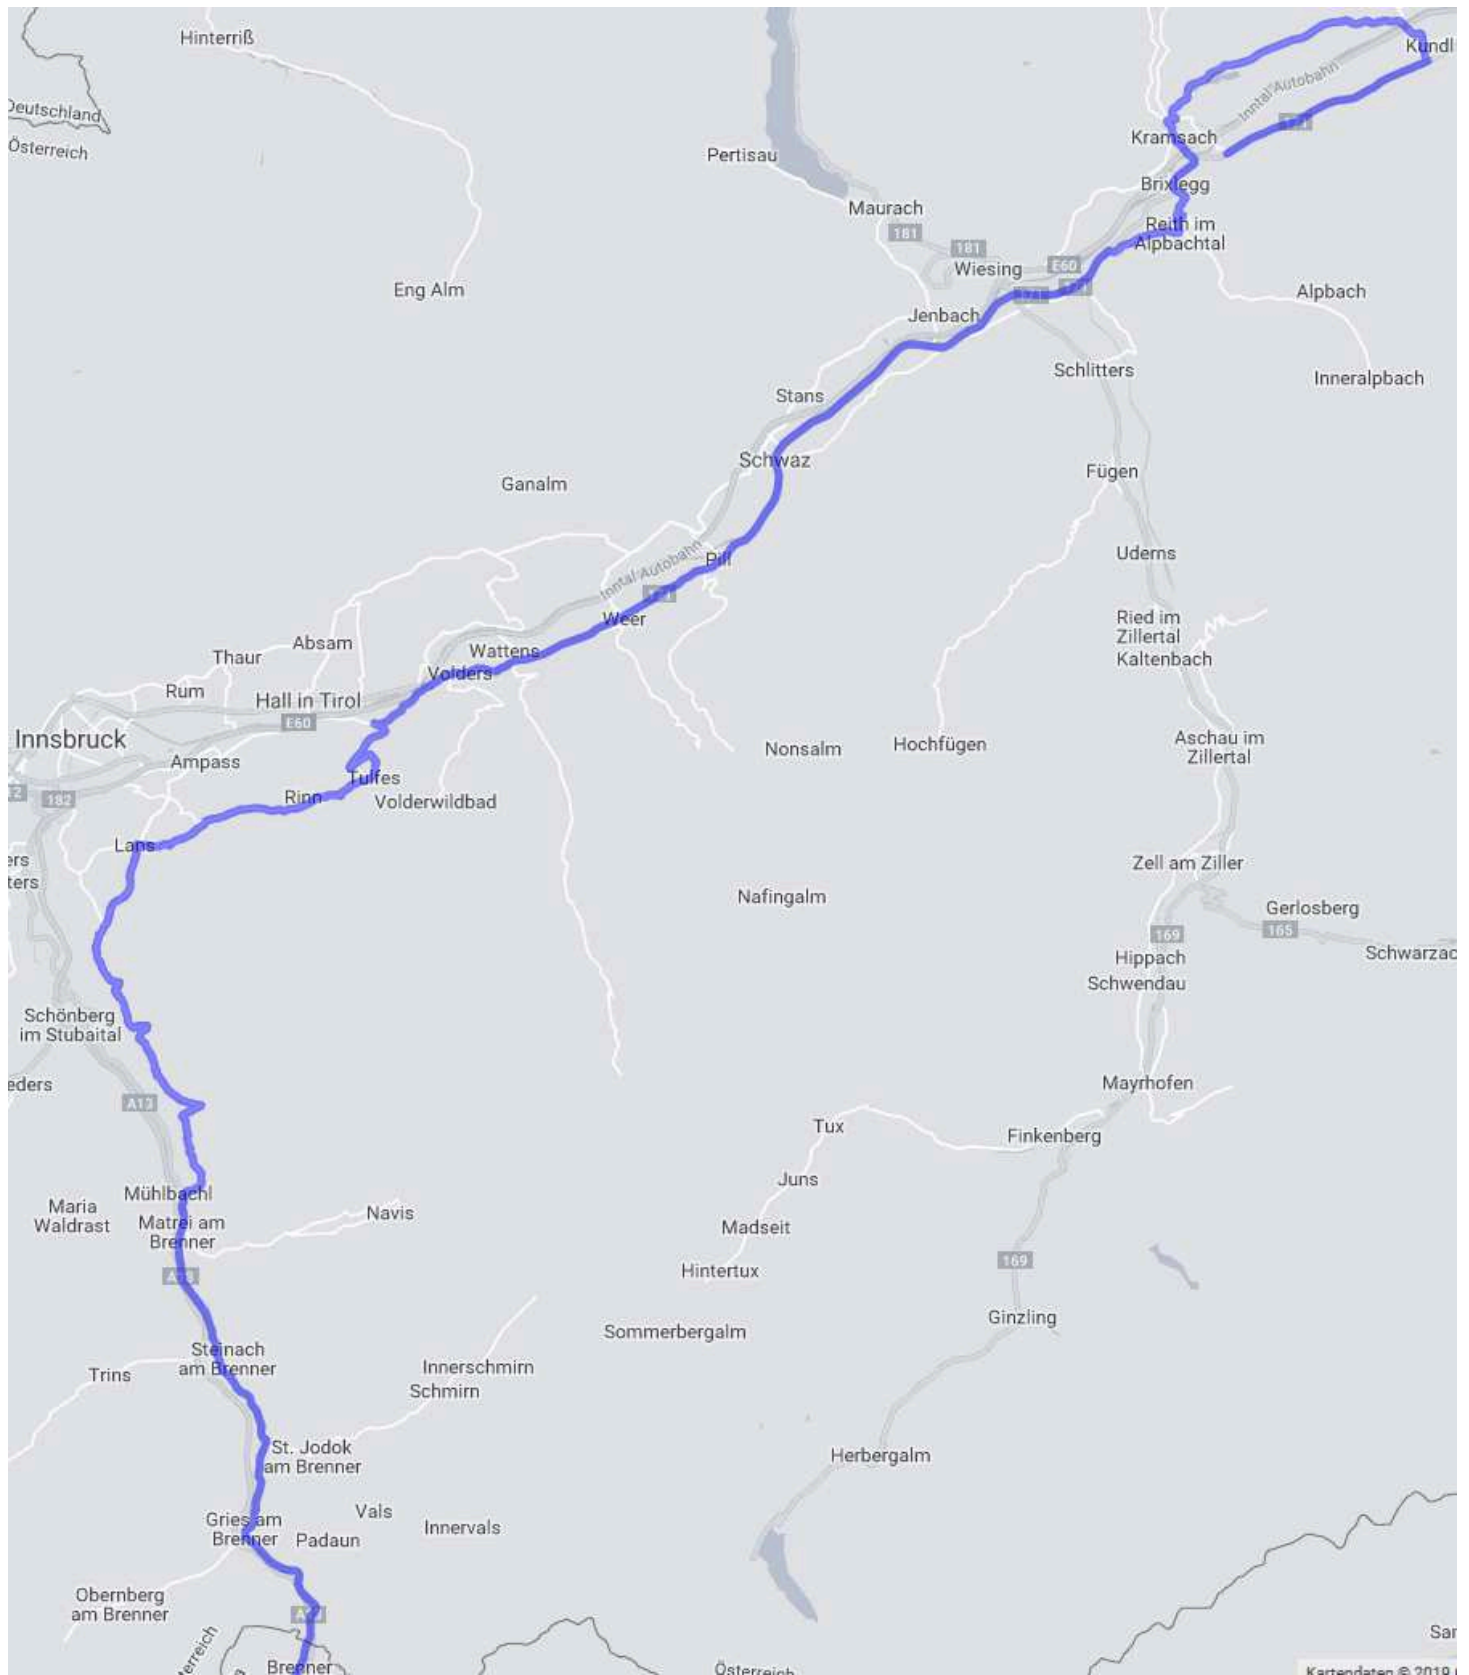 Hinterriß
Kundl
Deutschland
Österreich
Inntal Autobahn
Kramsach
Pertisau
Brixlegg
Maurach
Reith im
Alpbachtal
181
181
Wiesing
E60
Eng Alm
Alpbach
Jenbach
Schlitters
Inneralpbach
Stans
Schwaz
Fügen
Ganalm
Uderns
Pill
Inntal Autobahn
Weer
Ried im
Zillertal
Absam
Wattens
Thaur
Kaltenbach
Volders
Rum
Hall in Tirol
E60
Innsbruck
Aschau im
Zillertal
Nonsalm
Hochfügen
Ampass
Tulfes
Rinn
Volderwildbad
182
Lans
ers
ters
Zell am Ziller
Nafingalm
Gerlosberg
165
169
Schwarzac
Hippach
Schwendau
Schönberg
im Stubaital
eders
Mayrhofen
A13
Tux
Finkenberg
Juns
Mühlbachl
Maria
Waldrast
Navis
Matrei am
Brenner
Madseit
Hintertux
169
Ginzling
Sommerbergalm
Steinach
am Brenner
Innerschmirn
Trins
Schmirn
St. Jodok
am Brenner
Herbergalm
Vals
Gries am
Brenner
Innervals
Padaun
Obernberg
am Brenner
erreich
Brenner
Österreich
Kartendaten © 2019